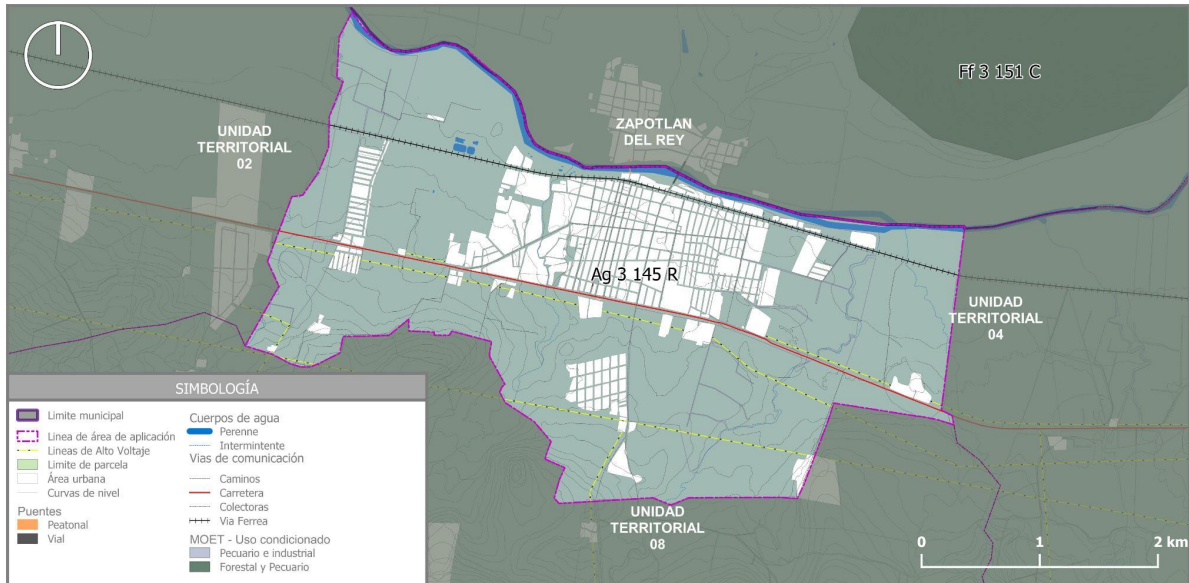 Ff 3 151 C
UNIDAD
TERRITORIAL
02
ZAPOTLAN
DEL REY
Ag 3 145 R
UNIDAD
TERRITORIAL
04
UNIDAD
TERRITORIAL
08
SIMBOLOGÍA
Limite municipal
Linea de área de aplicación
Lineas de Alto Voltaje
Limite de parcela
Área urbana
Curvas de nivel
Puentes
Peatonal
Vial
Cuerpos de agua
Perenne
Intermintente
Vias de comunicación
Caminos
Carretera
Colectoras
Via Ferrea
MOET - Uso condicionado
Pecuario e industrial
Forestal y Pecuario
0 1 2 km